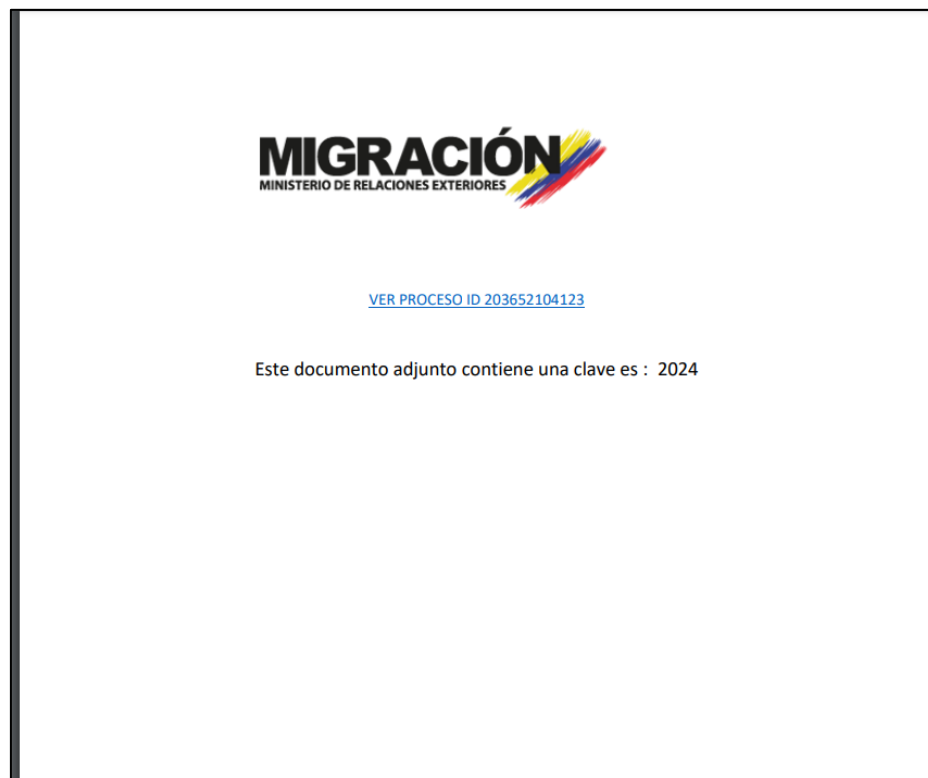 MIGRACIÓN
MINISTERIO DE RELACIONES EXTERIORES
VER PROCESO ID 203652104123
Este documento adjunto contiene una clave es : 2024